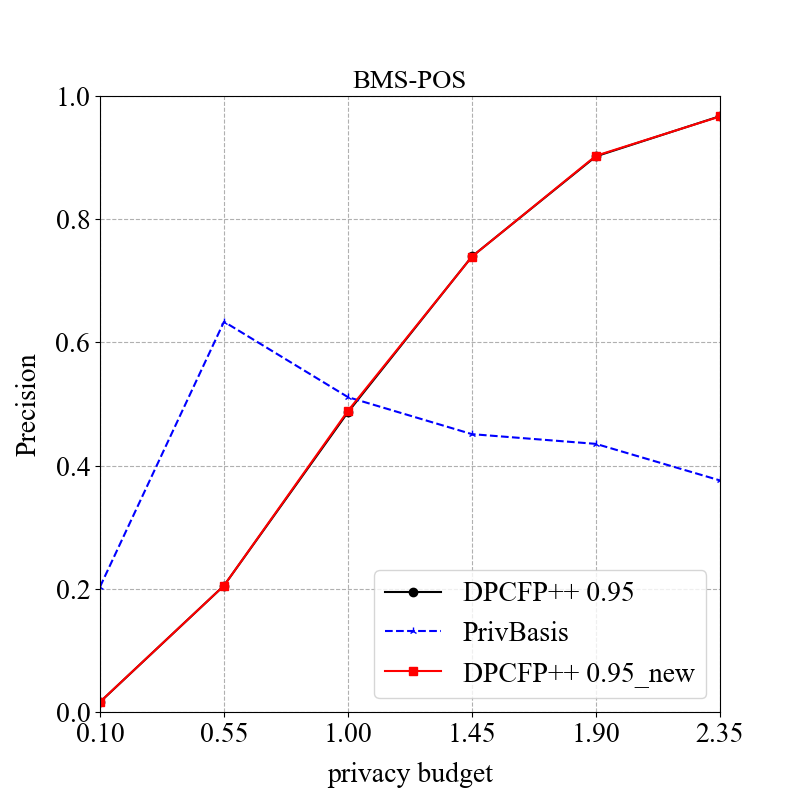 BMS-POS
1.0
0.8
0.6
0.4
0.2
0.0
Precision
DPCFP++ 0.95
PrivBasis
DPCFP++ 0.95_new
0.10 0.55 1.00 1.45 1.90 2.35
privacy budget